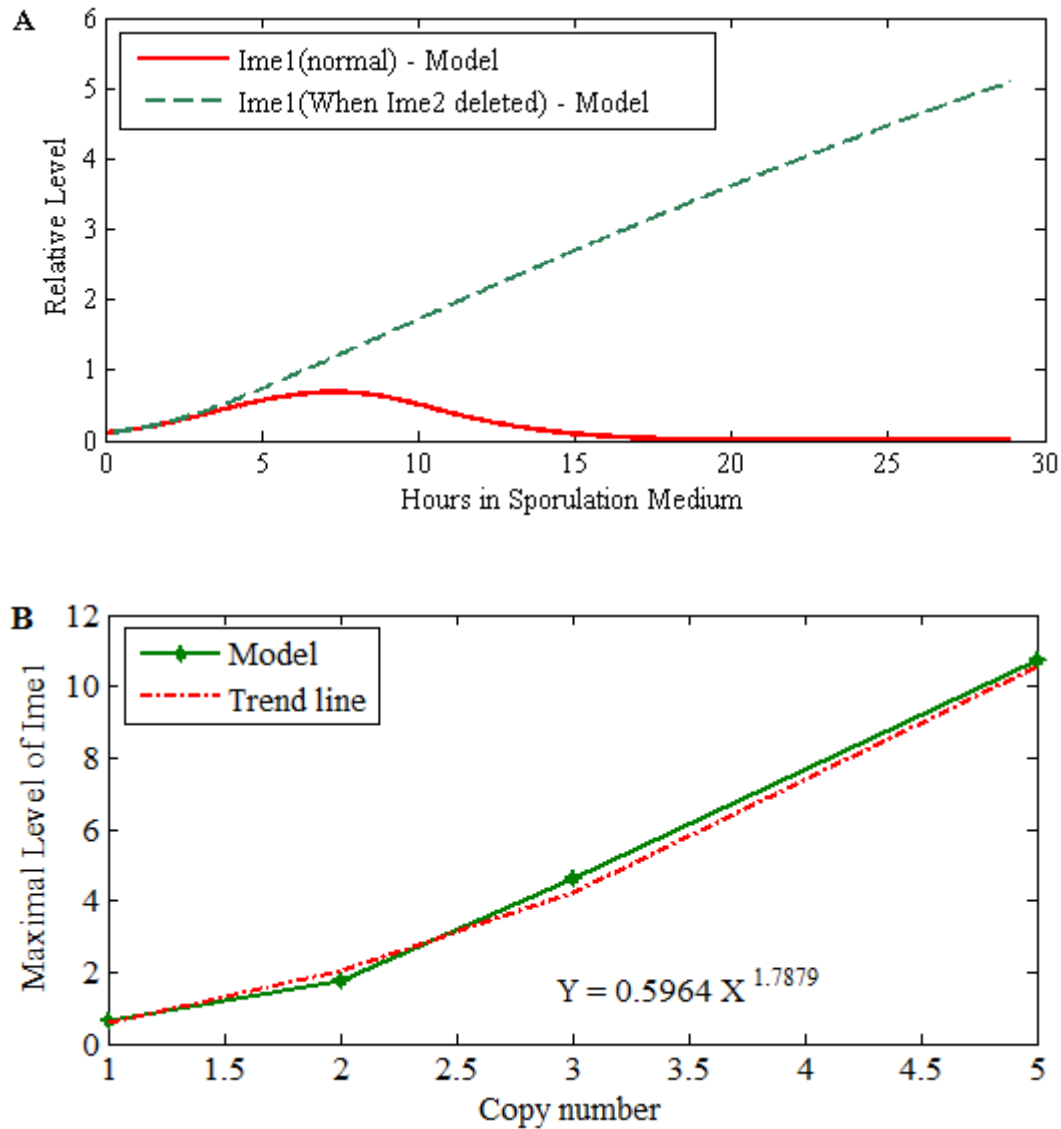 A
6
5
4
3
2
1
0
Relative Level
Ime1(normal) - Model
Ime1(When Ime2 deleted) - Model
0 5 10 15 20 25 30
Hours in Sporulation Medium
B
12
10
8
6
4
2
0
Maximal Level of Ime1
Model
Trend line
Y = 0.5964 X 1.7879
1 1.5 2 2.5 3 3.5 4 4.5 5
Copy number